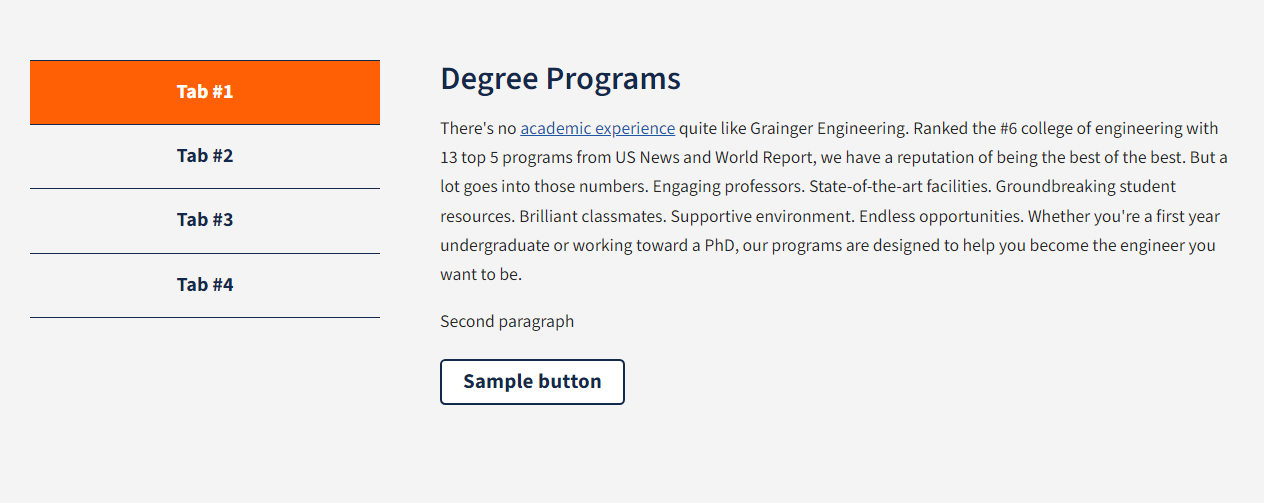 Tab #1
Tab #2
Tab #3
Tab #4
Degree Programs
There's no academic experience quite like Grainger Engineering. Ranked the #6 college of engineering with
13 top 5 programs from US News and World Report, we have a reputation of being the best of the best. But a
lot goes into those numbers. Engaging professors. State-of-the-art facilities. Groundbreaking student
resources. Brilliant classmates. Supportive environment. Endless opportunities. Whether you're a first year
undergraduate or working toward a PhD, our programs are designed to help you become the engineer you
want to be.
Second paragraph
Sample button